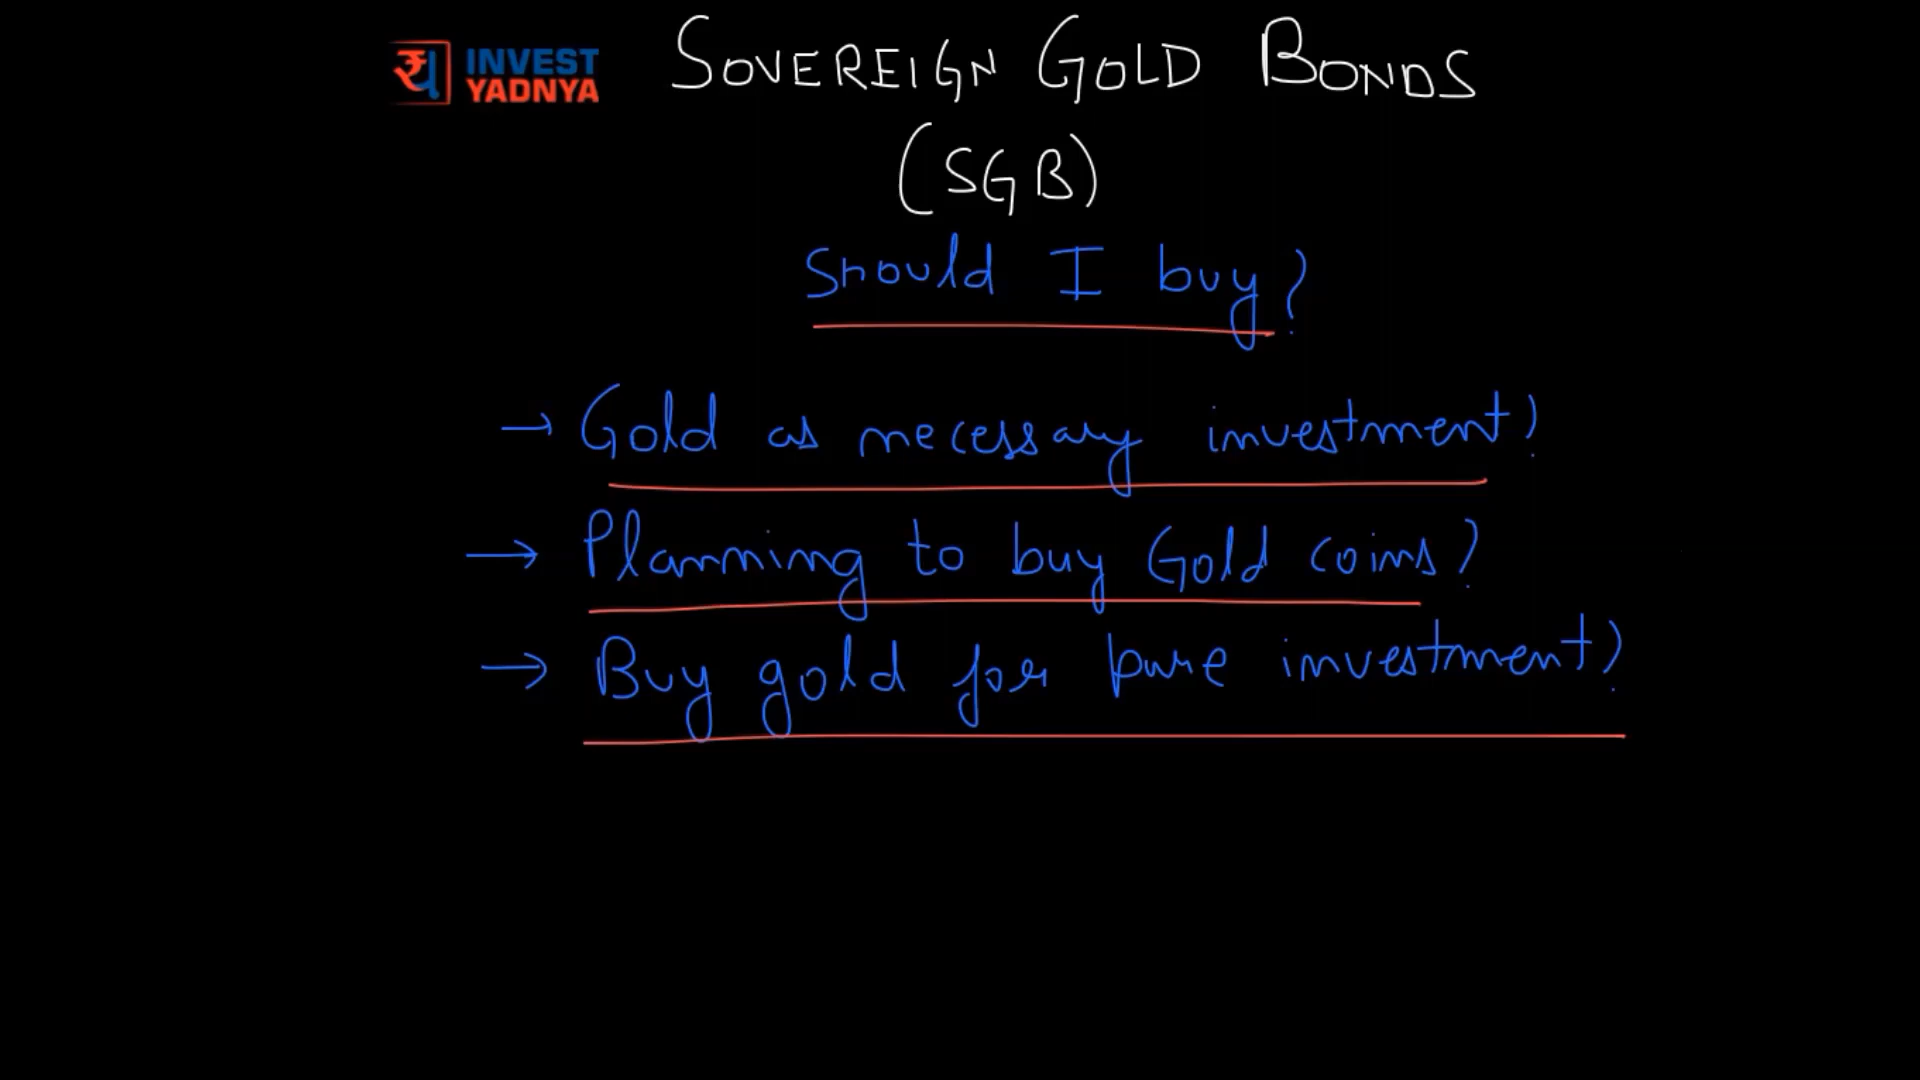 INVEST
YADNYA
SOVEREIGN GOLD BONDS
(SGB)
Should I buy?
→ Gold as necessary investment?
→ Planning to buy Gold coins?
→ Buy gold for pure investment?